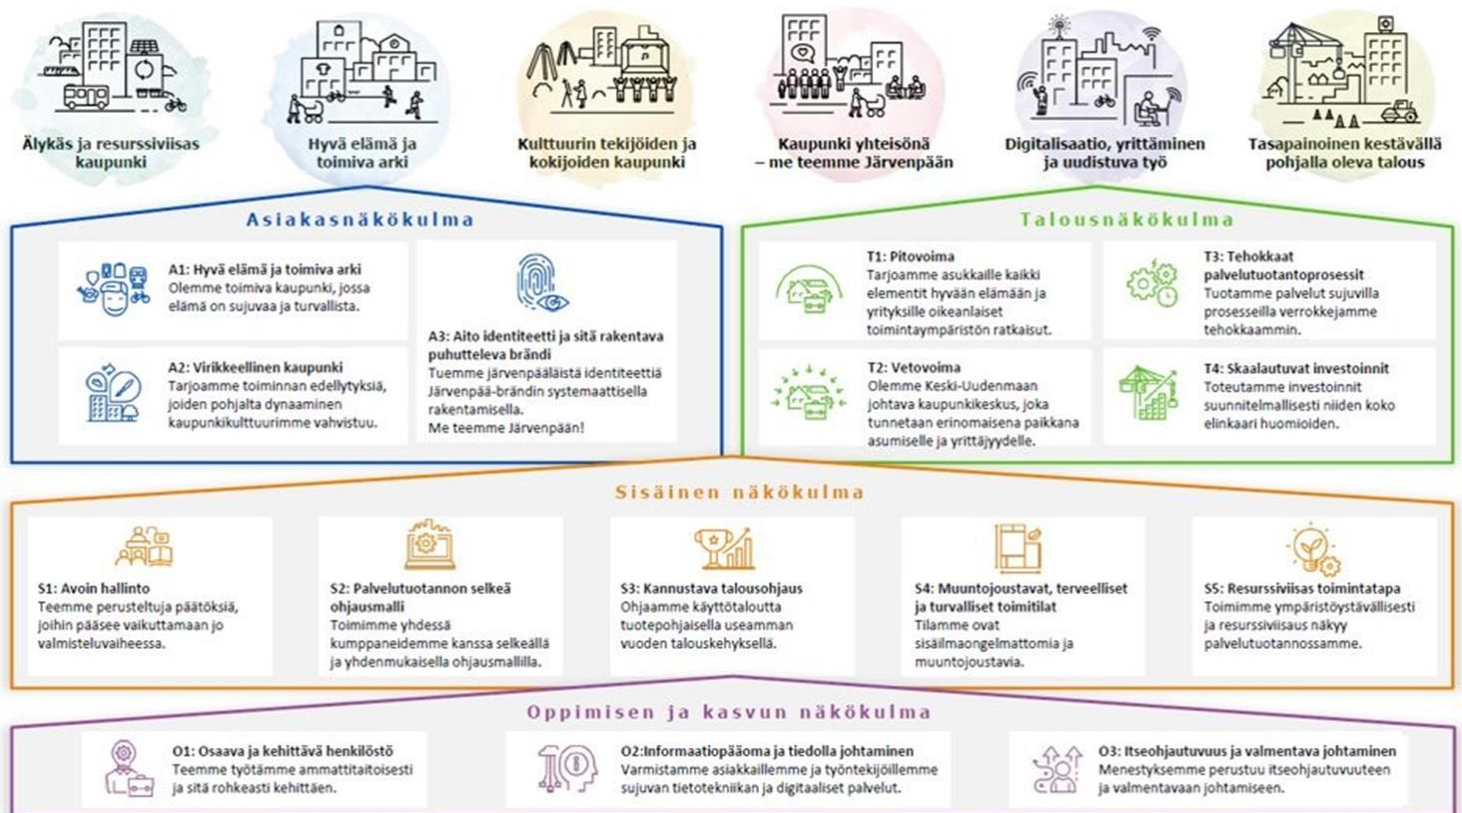 Älykäs ja resurssiviisas
kaupunki
Hyvä elämä ja
toimiva arki
Kulttuurin tekijöiden ja
kokijoiden kaupunki
Kaupunki yhteisönä
– me teemme Järvenpään
Digitalisaatio, yrittäminen
ja uudistuva työ
Tasapainoinen kestävällä
pohjalla oleva talous
Asiakasnäkökulma
A1: Hyvä elämä ja toimiva arki
Olemme toimiva kaupunki, jossa
elämä on sujuvaa ja turvallista.
A2: Virikkeellinen kaupunki
Tarjoamme toiminnan edellytyksiä,
joiden pohjalta dynaaminen
kaupunkikulttuurimme vahvistuu.
A3: Aito identiteetti ja sitä rakentava
puhutteleva brändi
Tuemme järvenpääläistä identiteettiä
Järvenpää-brändin systemaattisella
rakentamisella.
Me teemme Järvenpään!
Talousnäkökulma
T1: Pitovoima
Tarjoamme asukkaille kaikki
elementit hyvään elämään ja
yrityksille oikeanlaiset
toimintaympäristön ratkaisut.
T2: Vetovoima
Olemme Keski-Uudenmaan
johtava kaupunkikeskus, joka
tunnetaan erinomaisena paikkana
asumiselle ja yrittäjyydelle.
T3: Tehokkaat
palvelutuotantoprosessit
Tuotamme palvelut sujuvilla
prosesseilla verrokkejamme
tehokkaammin.
T4: Skaalautuvat investoinnit
Toteutamme investoinnit
suunnitelmallisesti niiden koko
elinkaari huomioiden.
Sisäinen näkökulma
S1: Avoin hallinto
Teemme perusteltuja päätöksiä,
joihin pääsee vaikuttamaan jo
valmisteluvaiheessa.
S2: Palvelutuotannon selkeä
ohjausmalli
Toimimme yhdessä
kumppaneidemme kanssa selkeällä
ja yhdenmukaisella ohjausmallilla.
S3: Kannustava talousohjaus
Ohjaamme käyttötaloutta
tuotepohjaisella useamman
vuoden talouskehyksellä.
S4: Muuntojoustavat, terveelliset
ja turvalliset toimitilat
Tilamme ovat
sisäilmaongelmattomia ja
muuntojoustavia.
S5: Resurssiviisas toimintatapa
Toimimme ympäristöystävällisesti
ja resurssiviisaus näkyy
palvelutuotannossamme.
Oppimisen ja kasvun näkökulma
O1: Osaava ja kehittävä henkilöstö
Teemme työtämme ammattitaitoisesti
ja sitä rohkeasti kehittäen.
O2:Informaatiopääoma ja tiedolla johtaminen
Varmistamme asiakkaillemme ja työntekijöillemme
sujuvan tietotekniikan ja digitaaliset palvelut.
O3: Itseohjautuvuus ja valmentava johtaminen
Menestyksemme perustuu itseohjautuvuuteen
ja valmentavaan johtamiseen.